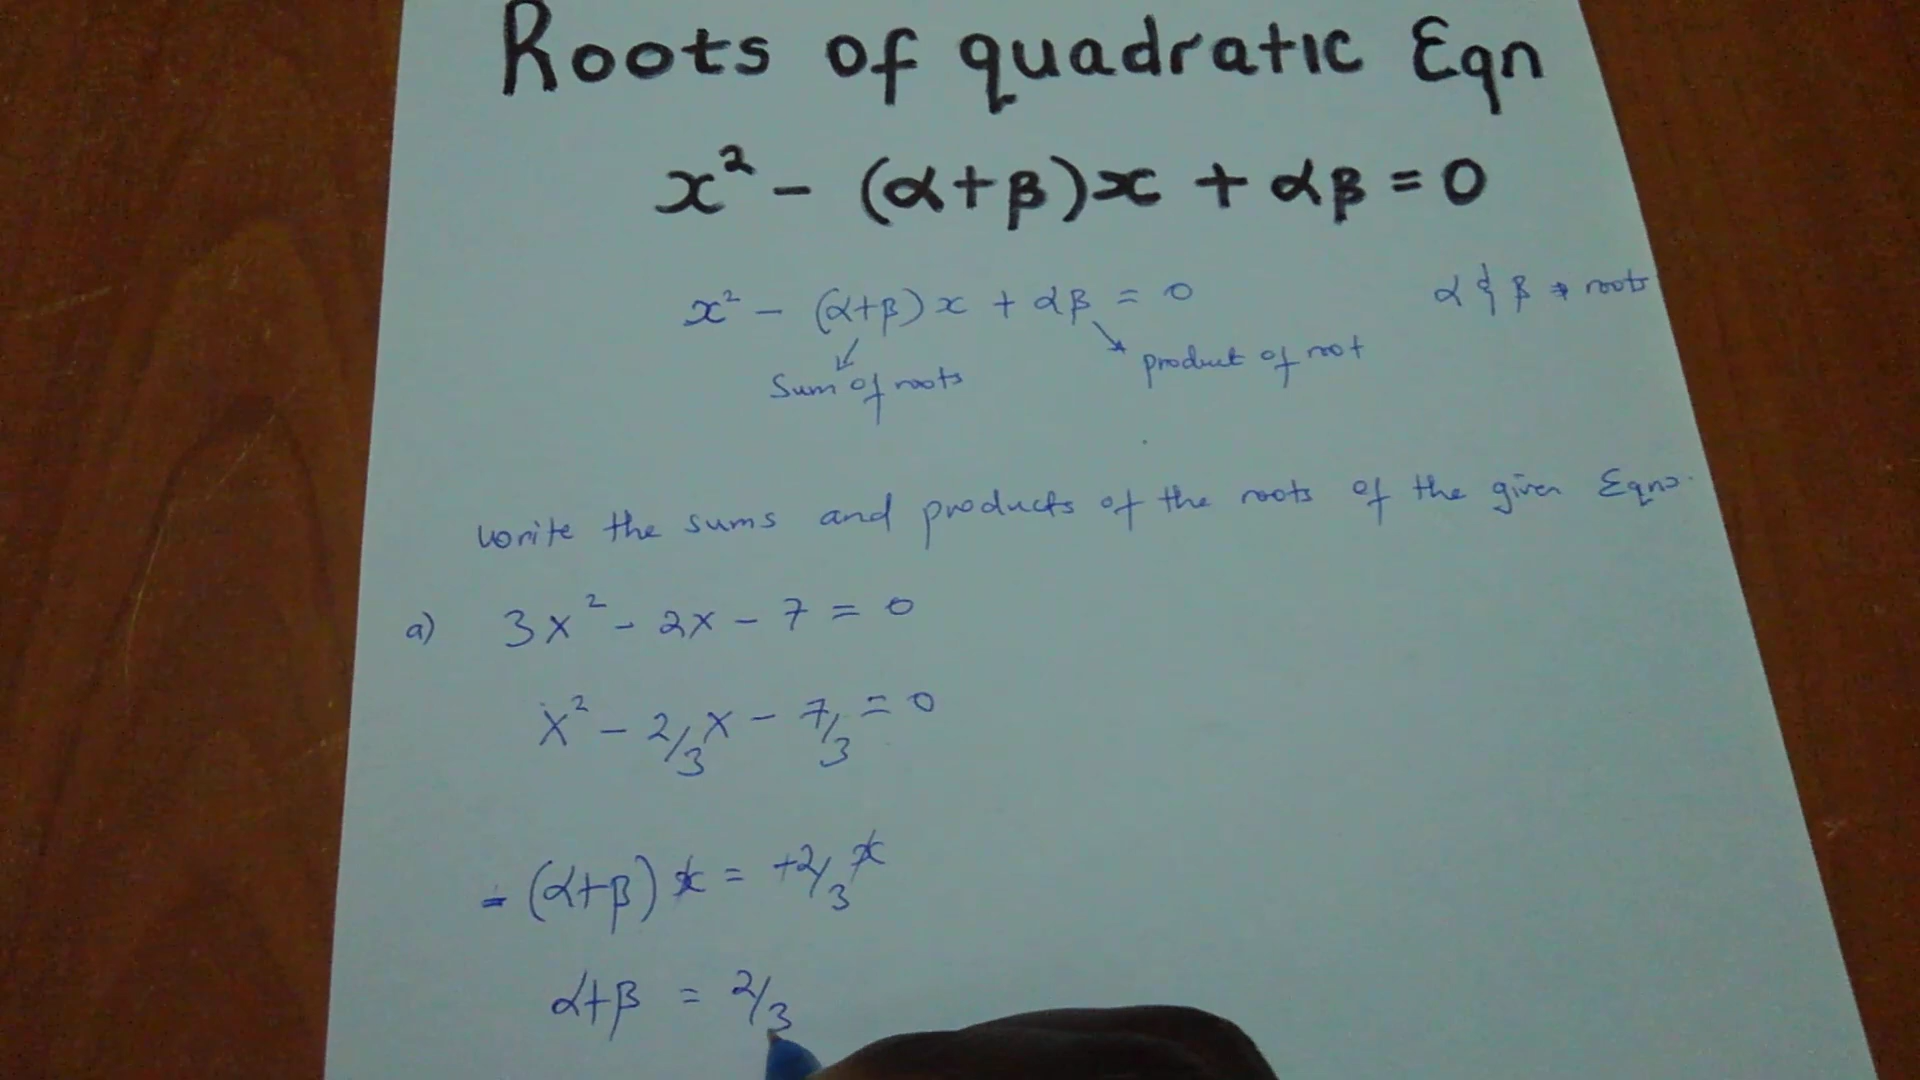 Roots of quadratic Eqn
x² - (α+β)x + αβ = 0
x² - (α+β)x + αβ = 0
α & β → roots
Sum of roots
product of root
write the sums and products of the roots of the given Eqns.
a) 3x² - 2x - 7 = 0
x² - 2/3x - 7/3 = 0
- (α+β) x = +2/3 x
α+β = 2/3